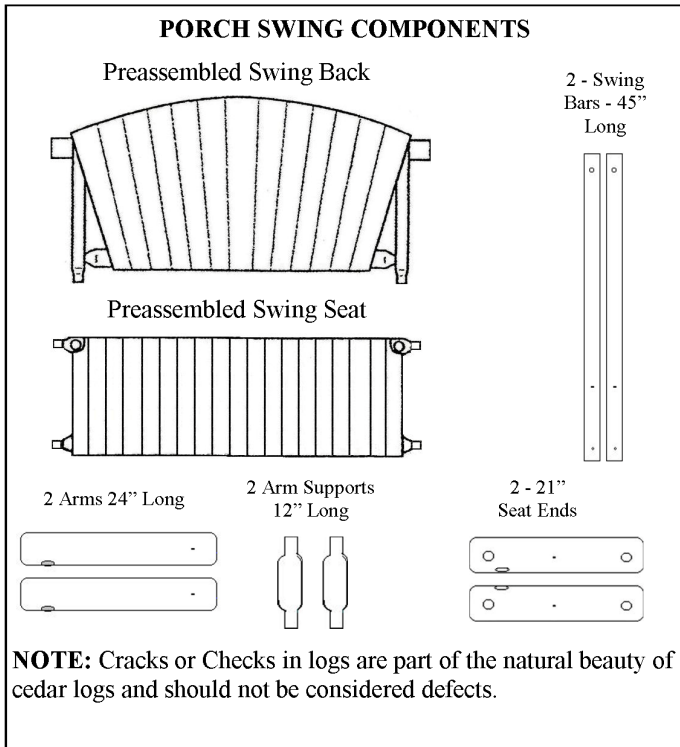 PORCH SWING COMPONENTS
Preassembled Swing Back
2 - Swing
Bars - 45”
Long
Preassembled Swing Seat
2 Arms 24” Long
2 Arm Supports
12” Long
2 - 21”
Seat Ends
NOTE: Cracks or Checks in logs are part of the natural beauty of
cedar logs and should not be considered defects.